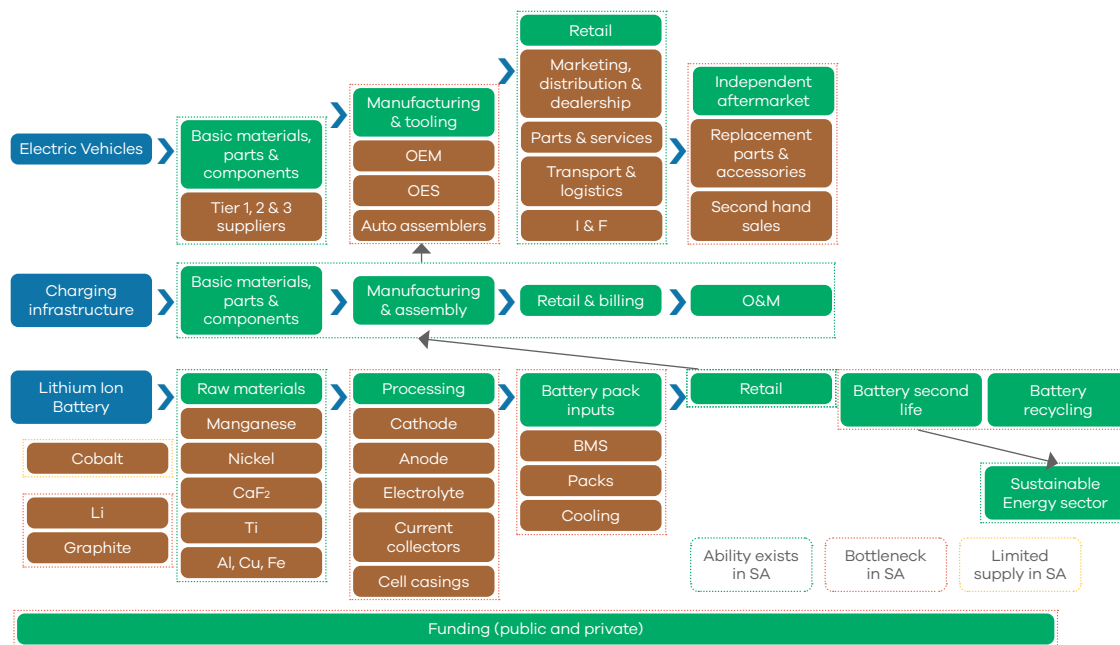 Electric Vehicles
Basic materials,
parts &
components
Tier 1, 2 & 3
suppliers
Manufacturing
& tooling
OEM
OES
Auto assemblers
Retail
Marketing,
distribution &
dealership
Parts & services
Transport &
logistics
I & F
Independent
aftermarket
Replacement
parts &
accessories
Second hand
sales
Charging
infrastructure
Basic materials,
parts &
components
Manufacturing
& assembly
Retail & billing
O&M
Lithium Ion
Battery
Cobalt
Li
Graphite
Raw materials
Manganese
Nickel
CaF₂
Ti
Al, Cu, Fe
Processing
Cathode
Anode
Electrolyte
Current
collectors
Cell casings
Battery pack
inputs
BMS
Packs
Cooling
Retail
Battery second
life
Battery
recycling
Sustainable
Energy sector
Ability exists
in SA
Bottleneck
in SA
Limited
supply in SA
Funding (public and private)